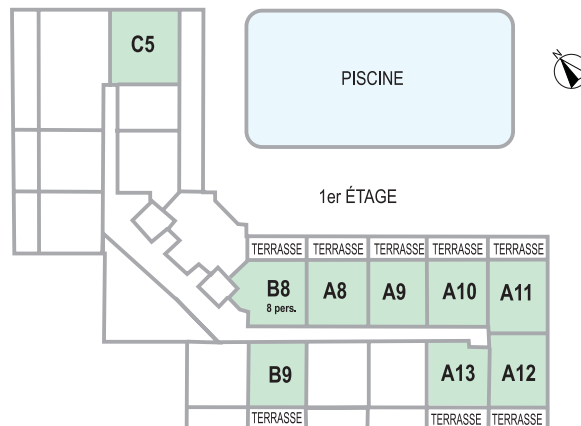 C5
PISCINE
N
1er ÉTAGE
TERRASSE TERRASSE TERRASSE TERRASSE TERRASSE
B8 A8 A9 A10 A11
8 pers.
B9 A13 A12
TERRASSE TERRASSE TERRASSE